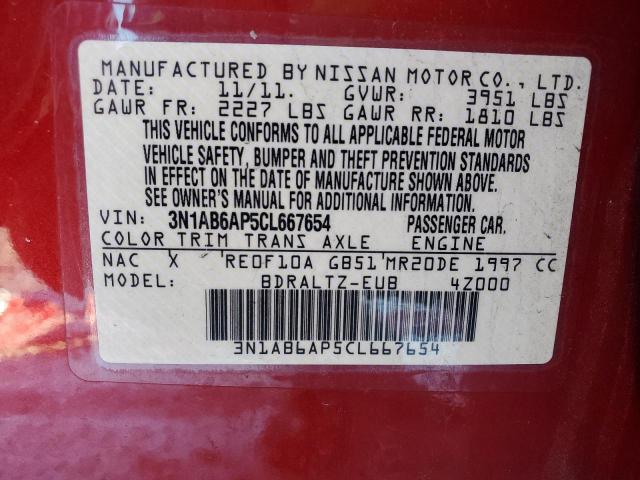 MANUFACTURED BY NISSAN MOTOR CO., LTD.
DATE: 11/11. GVWR: 3951 LBS
GAWR FR: 2227 LBS GAWR RR: 1810 LBS
THIS VEHICLE CONFORMS TO ALL APPLICABLE FEDERAL MOTOR
VEHICLE SAFETY, BUMPER AND THEFT PREVENTION STANDARDS
IN EFFECT ON THE DATE OF MANUFACTURE SHOWN ABOVE.
SEE OWNER'S MANUAL FOR ADDITIONAL INFORMATION.
VIN: 3N1AB6AP5CL667654 PASSENGER CAR.
COLOR TRIM TRANS AXLE ENGINE
NAC X 'RE0F10A GB51'MR20DE 1997 CC
MODEL: BDRALTZ-EUB 4Z000
3N1AB6AP5CL667654